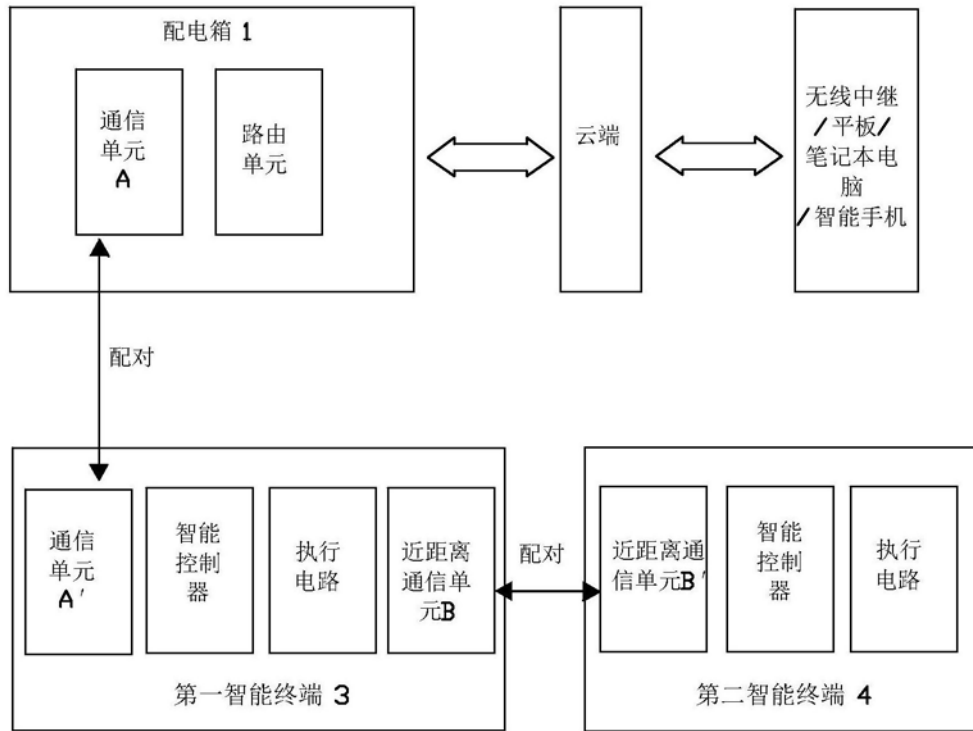 配电箱 1
通信
单元
A
路由
单元
云端
无线中继
/平板/
笔记本电
脑
/智能手机
配对
通信
单元
A'
智能
控制
器
执行
电路
近距离
通信单
元B
配对
近距离通
信单元B'
智能
控制
器
执行
电路
第一智能终端 3
第二智能终端 4